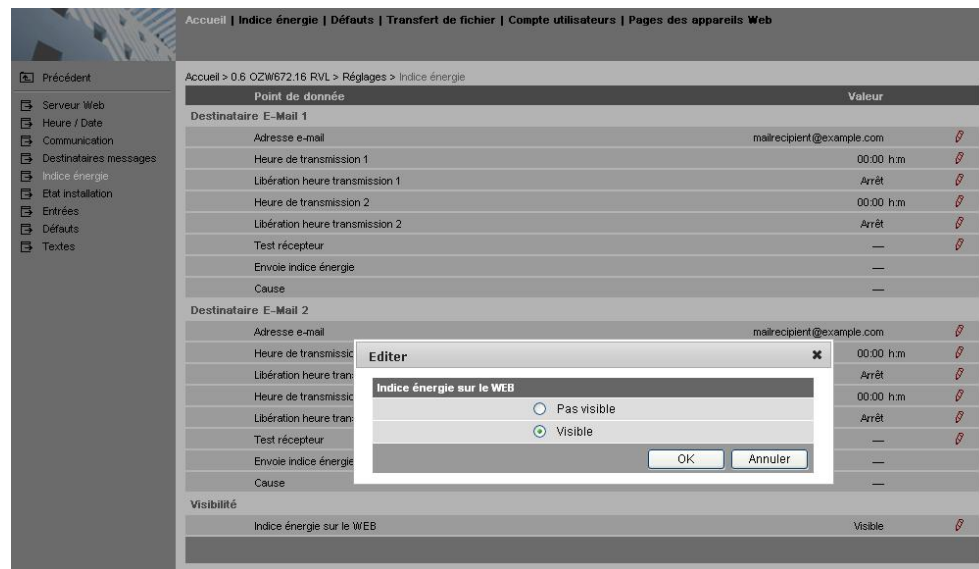 Accueil | Indice énergie | Défauts | Transfert de fichier | Compte utilisateurs | Pages des appareils Web
Précédent
Serveur Web
Heure / Date
Communication
Destinataires messages
Indice énergie
Etat installation
Entrées
Défauts
Textes
Accueil > 0.6 OZW672.16 RVL > Réglages > Indice énergie
Point de donnée Valeur
Destinataire E-Mail 1
Adresse e-mail mailrecipient@example.com
Heure de transmission 1 00:00 h:m
Libération heure transmission 1 Arrêt
Heure de transmission 2 00:00 h:m
Libération heure transmission 2 Arrêt
Test récepteur —
Envoie indice énergie —
Cause —
Destinataire E-Mail 2
Adresse e-mail mailrecipient@example.com
Heure de transmissio 00:00 h:m
Libération heure tran Arrêt
Heure de transmissio 00:00 h:m
Libération heure tran Arrêt
Test récepteur —
Envoie indice énergie —
Cause —
Editer
Indice énergie sur le WEB
Pas visible
Visible
OK Annuler
Visibilité
Indice énergie sur le WEB Visible